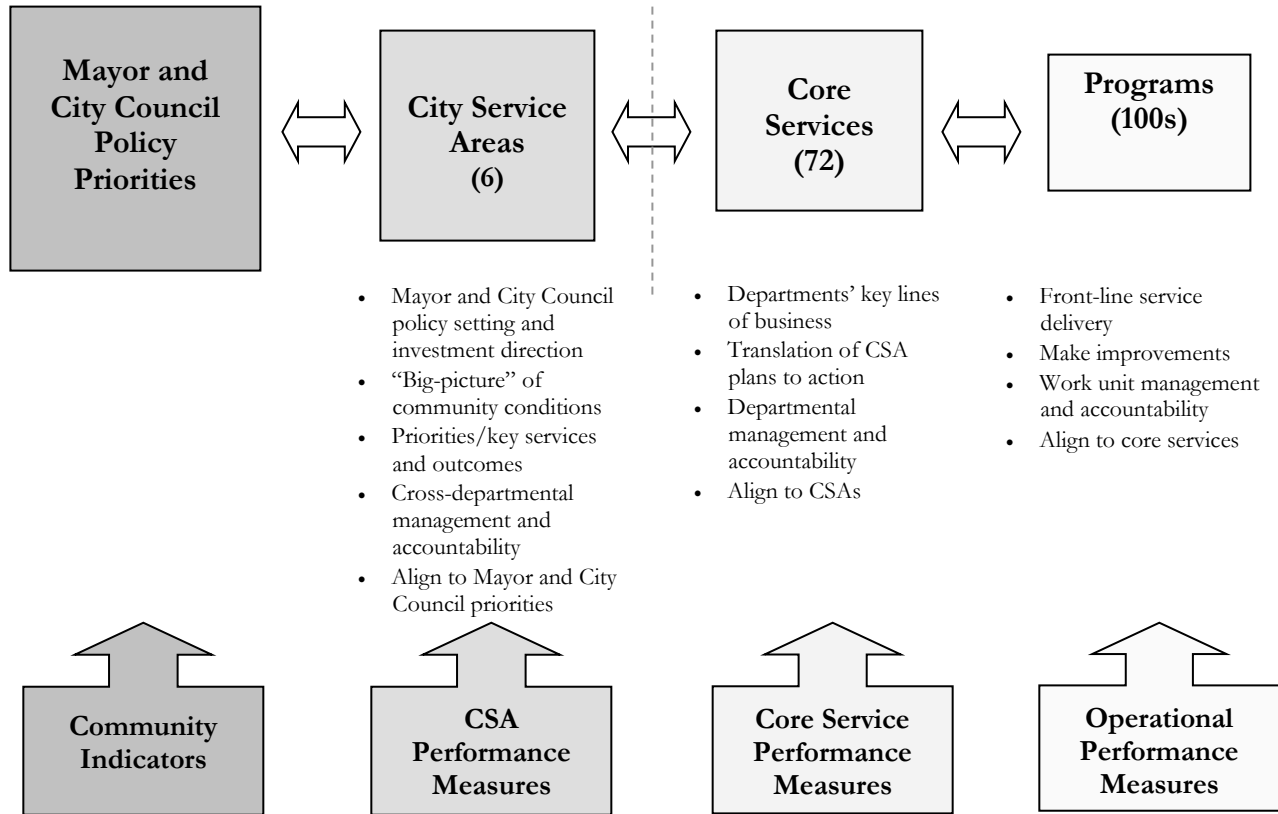 Mayor and
City Council
Policy
Priorities
City Service
Areas
(6)
Core
Services
(72)
Programs
(100s)
• Mayor and City Council
policy setting and
investment direction
• “Big-picture” of
community conditions
• Priorities/key services
and outcomes
• Cross-departmental
management and
accountability
• Align to Mayor and City
Council priorities
• Departments’ key lines
of business
• Translation of CSA
plans to action
• Departmental
management and
accountability
• Align to CSAs
• Front-line service
delivery
• Make improvements
• Work unit management
and accountability
• Align to core services
Community
Indicators
CSA
Performance
Measures
Core Service
Performance
Measures
Operational
Performance
Measures